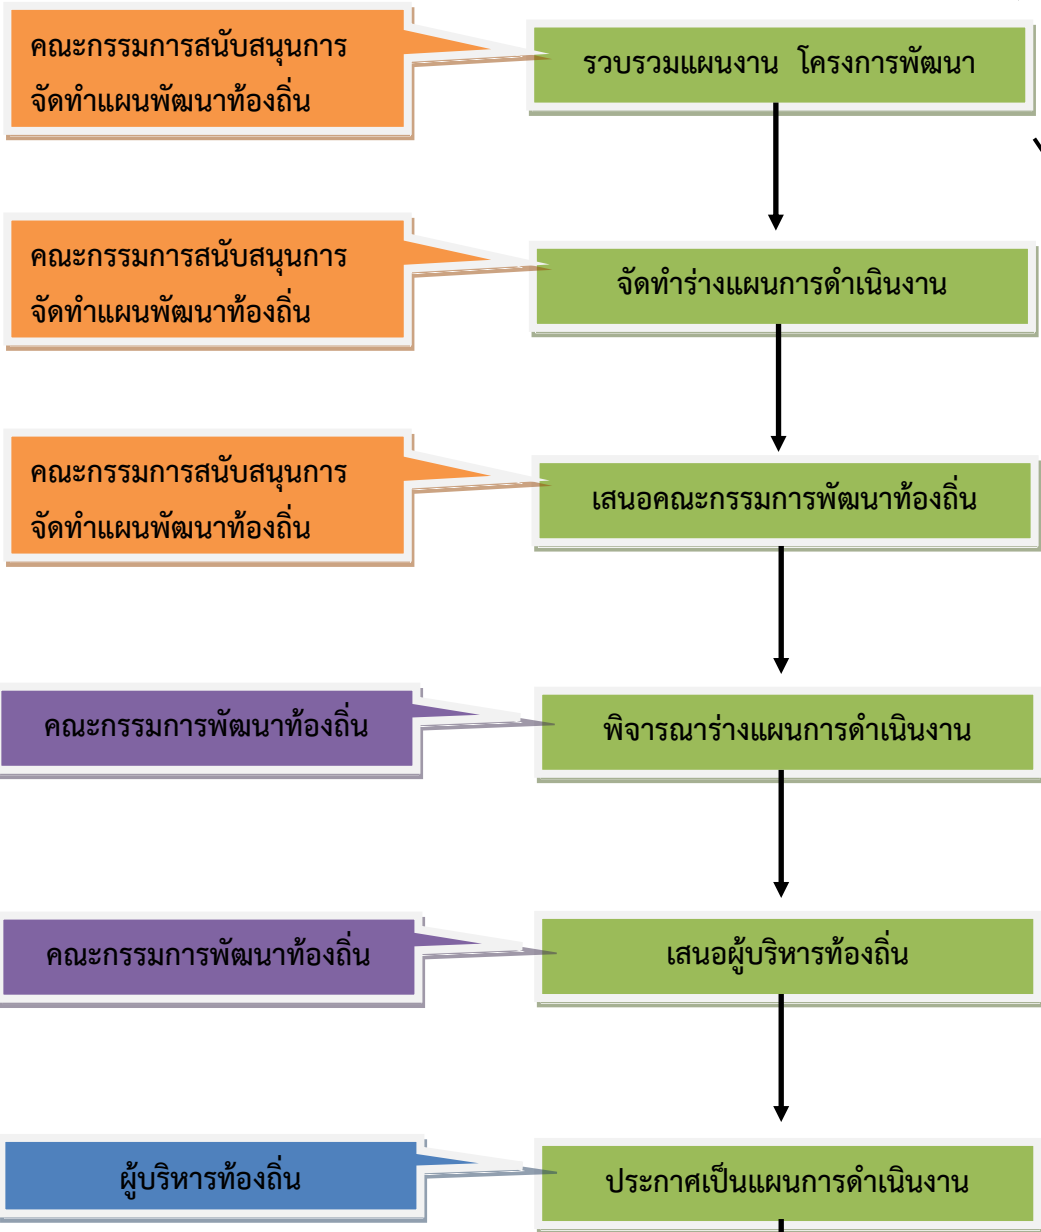 คณะกรรมการสนับสนุนการ
จัดทำแผนพัฒนาท้องถิ่น
รวบรวมแผนงาน โครงการพัฒนา
คณะกรรมการสนับสนุนการ
จัดทำแผนพัฒนาท้องถิ่น
จัดทำร่างแผนการดำเนินงาน
คณะกรรมการสนับสนุนการ
จัดทำแผนพัฒนาท้องถิ่น
เสนอคณะกรรมการพัฒนาท้องถิ่น
คณะกรรมการพัฒนาท้องถิ่น
พิจารณาร่างแผนการดำเนินงาน
คณะกรรมการพัฒนาท้องถิ่น
เสนอผู้บริหารท้องถิ่น
ผู้บริหารท้องถิ่น
ประกาศเป็นแผนการดำเนินงาน